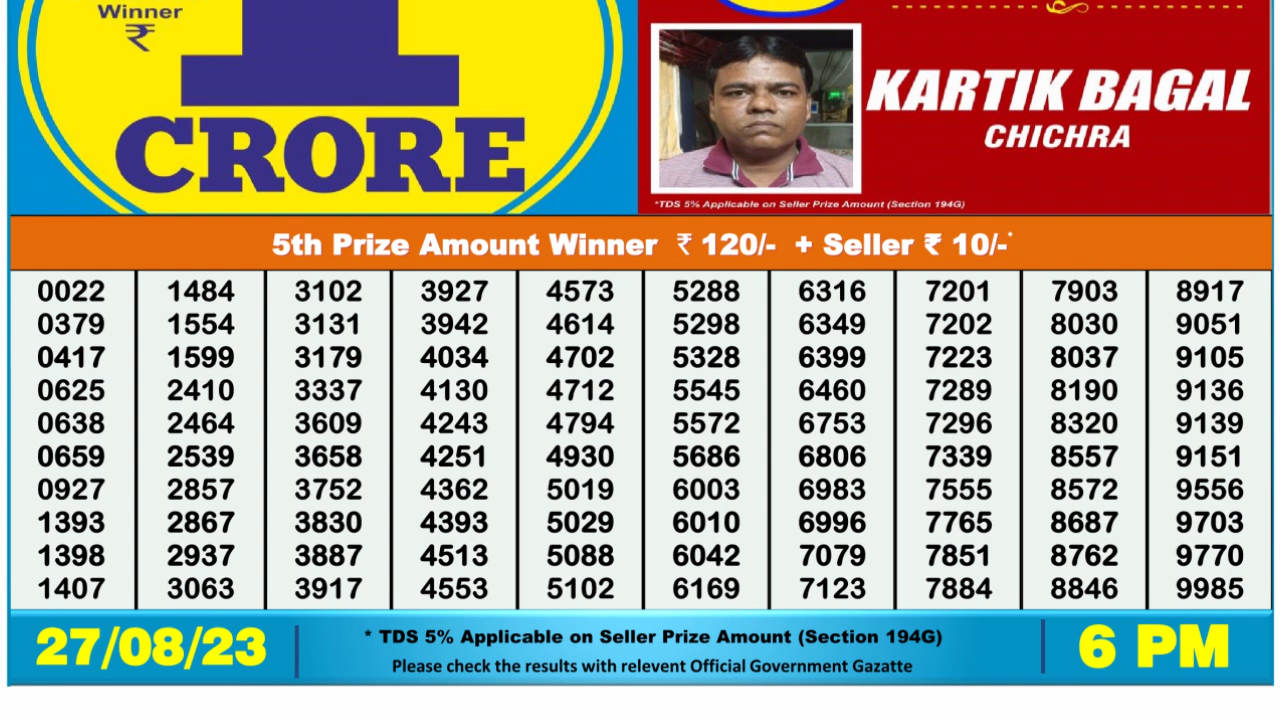 Winner
₹
1
CRORE
KARTIK BAGAL
CHICHRA
*TDS 5% Applicable on Seller Prize Amount (Section 194G)
5th Prize Amount Winner ₹ 120/- + Seller ₹ 10/-*
0022 1484 3102 3927 4573 5288 6316 7201 7903 8917
0379 1554 3131 3942 4614 5298 6349 7202 8030 9051
0417 1599 3179 4034 4702 5328 6399 7223 8037 9105
0625 2410 3337 4130 4712 5545 6460 7289 8190 9136
0638 2464 3609 4243 4794 5572 6753 7296 8320 9139
0659 2539 3658 4251 4930 5686 6806 7339 8557 9151
0927 2857 3752 4362 5019 6003 6983 7555 8572 9556
1393 2867 3830 4393 5029 6010 6996 7765 8687 9703
1398 2937 3887 4513 5088 6042 7079 7851 8762 9770
1407 3063 3917 4553 5102 6169 7123 7884 8846 9985
27/08/23
* TDS 5% Applicable on Seller Prize Amount (Section 194G)
Please check the results with relevent Official Government Gazatte
6 PM